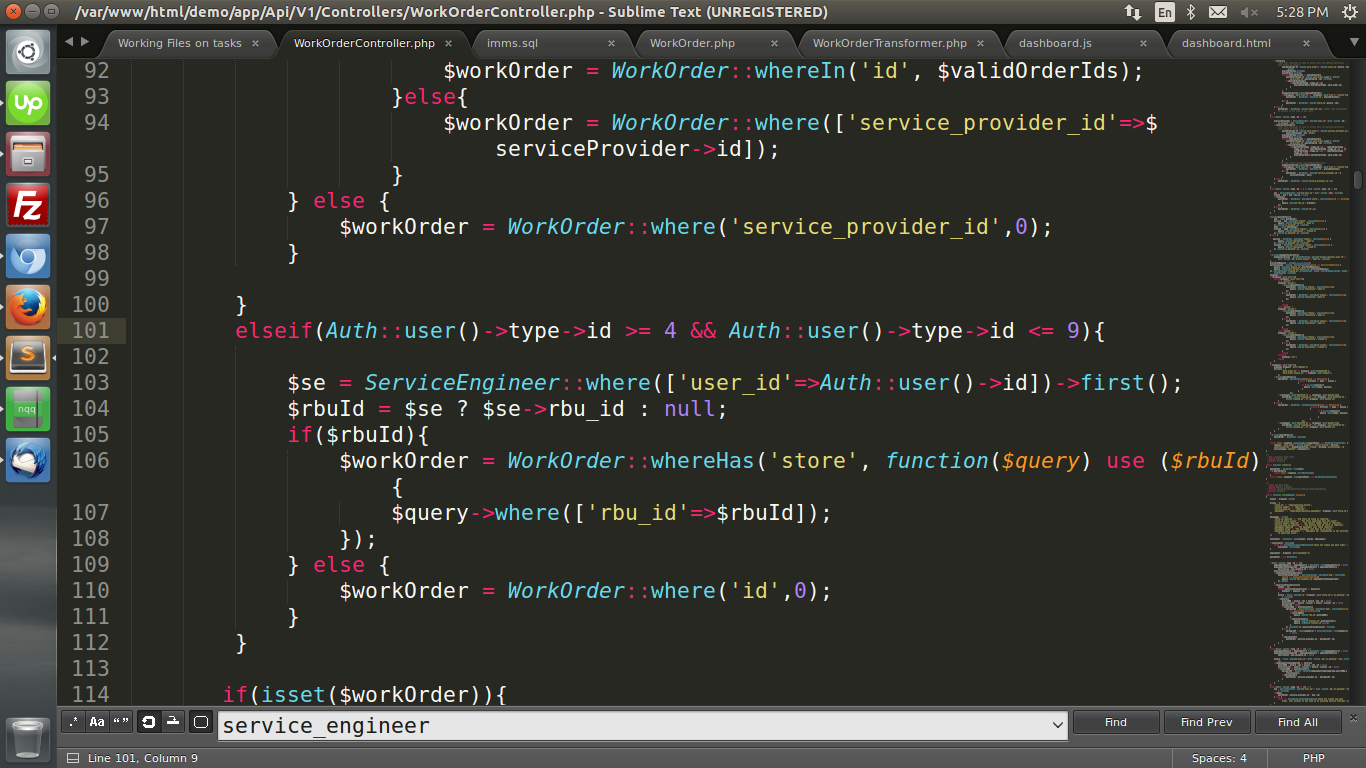 /var/www/html/demo/app/Api/V1/Controllers/WorkOrderController.php - Sublime Text (UNREGISTERED)
En
5:28 PM
Working Files on tasks ×
WorkOrderController.php ×
imms.sql ×
WorkOrder.php ×
WorkOrderTransformer.php ×
dashboard.js ×
dashboard.html ×
92 $workOrder = WorkOrder::whereIn('id', $validOrderIds);
93 }else{
94 $workOrder = WorkOrder::where(['service_provider_id'=>$
serviceProvider->id]);
95 }
96 } else {
97 $workOrder = WorkOrder::where('service_provider_id',0);
98 }
99
100 }
101 elseif(Auth::user()->type->id >= 4 && Auth::user()->type->id <= 9){
102
103 $se = ServiceEngineer::where(['user_id'=>Auth::user()->id])->first();
104 $rbuId = $se ? $se->rbu_id : null;
105 if($rbuId){
106 $workOrder = WorkOrder::whereHas('store', function($query) use ($rbuId)
{
107 $query->where(['rbu_id'=>$rbuId]);
108 });
109 } else {
110 $workOrder = WorkOrder::where('id',0);
111 }
112 }
113
114 if(isset($workOrder)){
up
Fz
S
nqq
.* Aa “”
service_engineer
Find
Find Prev
Find All
Line 101, Column 9
Spaces: 4
PHP